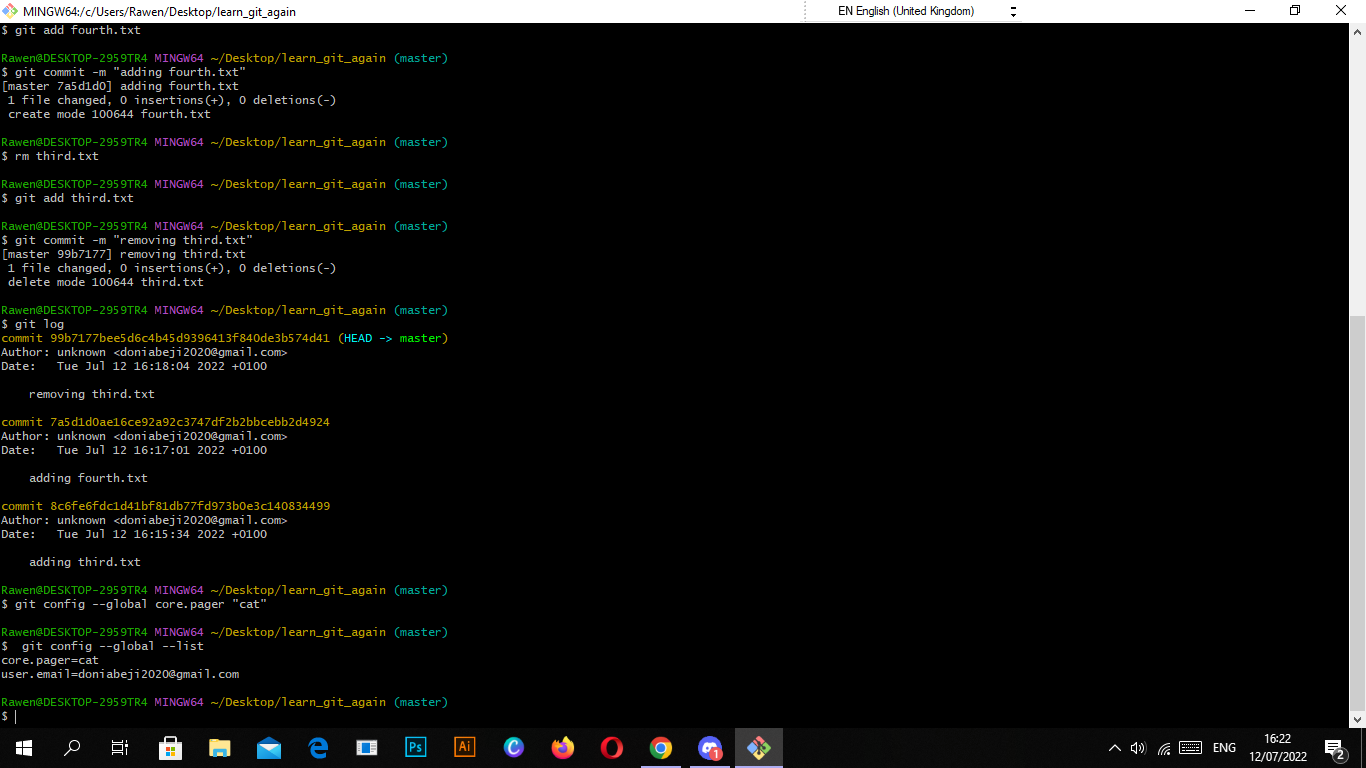 MINGW64:/c/Users/Rawen/Desktop/learn_git_again
EN English (United Kingdom)
$ git add fourth.txt
Rawen@DESKTOP-2959TR4 MINGW64 ~/Desktop/learn_git_again (master)
$ git commit -m "adding fourth.txt"
[master 7a5d1d0] adding fourth.txt
 1 file changed, 0 insertions(+), 0 deletions(-)
 create mode 100644 fourth.txt
Rawen@DESKTOP-2959TR4 MINGW64 ~/Desktop/learn_git_again (master)
$ rm third.txt
Rawen@DESKTOP-2959TR4 MINGW64 ~/Desktop/learn_git_again (master)
$ git add third.txt
Rawen@DESKTOP-2959TR4 MINGW64 ~/Desktop/learn_git_again (master)
$ git commit -m "removing third.txt"
[master 99b7177] removing third.txt
 1 file changed, 0 insertions(+), 0 deletions(-)
 delete mode 100644 third.txt
Rawen@DESKTOP-2959TR4 MINGW64 ~/Desktop/learn_git_again (master)
$ git log
commit 99b7177bee5d6c4b45d9396413f840de3b574d41 (HEAD -> master)
Author: unknown <doniabeji2020@gmail.com>
Date:   Tue Jul 12 16:18:04 2022 +0100
    removing third.txt
commit 7a5d1d0ae16ce92a92c3747df2b2bbcebb2d4924
Author: unknown <doniabeji2020@gmail.com>
Date:   Tue Jul 12 16:17:01 2022 +0100
    adding fourth.txt
commit 8c6fe6fdc1d41bf81db77fd973b0e3c140834499
Author: unknown <doniabeji2020@gmail.com>
Date:   Tue Jul 12 16:15:34 2022 +0100
    adding third.txt
Rawen@DESKTOP-2959TR4 MINGW64 ~/Desktop/learn_git_again (master)
$ git config --global core.pager "cat"
Rawen@DESKTOP-2959TR4 MINGW64 ~/Desktop/learn_git_again (master)
$  git config --global --list
core.pager=cat
user.email=doniabeji2020@gmail.com
Rawen@DESKTOP-2959TR4 MINGW64 ~/Desktop/learn_git_again (master)
$
Ps
Ai
1
ENG
16:22
12/07/2022
2